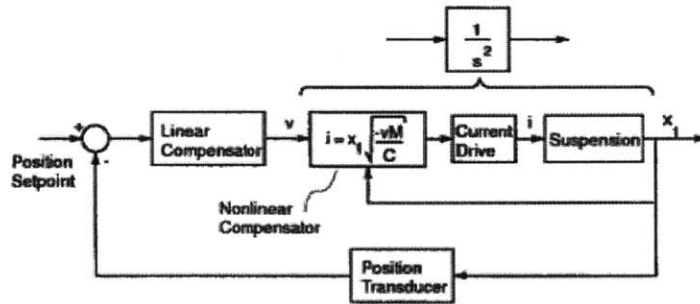 1
s²
+
-
Position
Setpoint
Linear
Compensator
v
i = x₁ √(-vM/C)
Nonlinear
Compensator
Current
Drive
i
Suspension
x₁
Position
Transducer